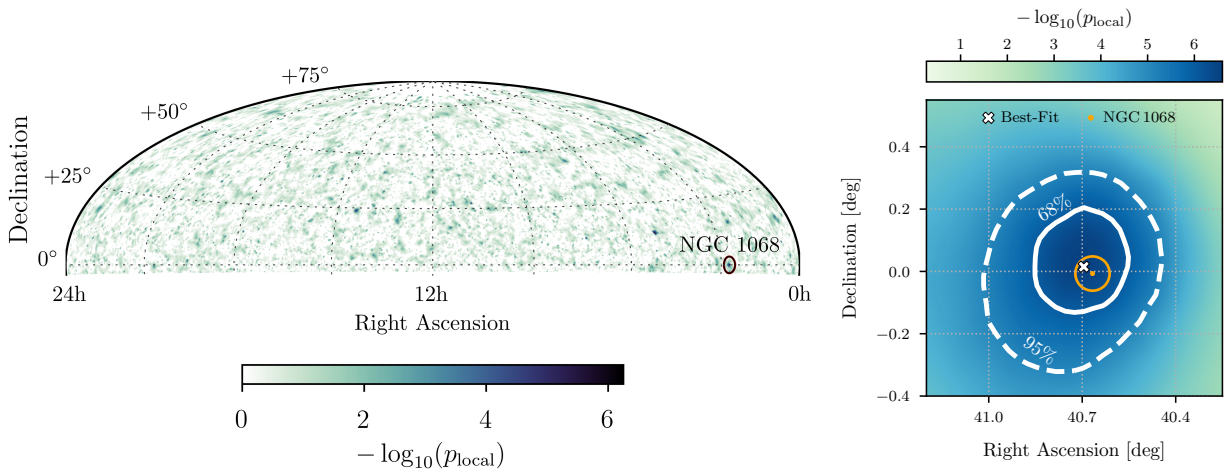 +75°
+50°
+25°
0°
Declination
NGC 1068
24h
12h
0h
Right Ascension
0
2
4
6
− log₁₀(p_local)
− log₁₀(p_local)
1
2
3
4
5
6
Best-Fit
NGC 1068
0.4
0.2
0.0
−0.2
−0.4
Declination [deg]
68%
95%
41.0
40.7
40.4
Right Ascension [deg]